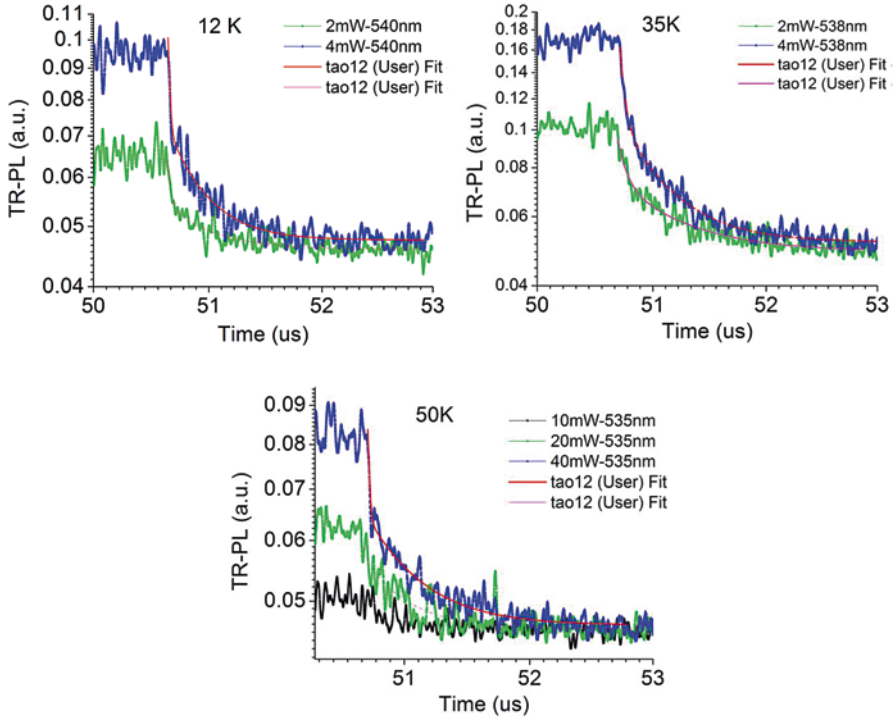 12 K
2mW-540nm
4mW-540nm
tao12 (User) Fit
tao12 (User) Fit
TR-PL (a.u.)
0.11
0.1
0.09
0.08
0.07
0.06
0.05
0.04
50
51
52
53
Time (us)
35K
2mW-538nm
4mW-538nm
tao12 (User) Fit
tao12 (User) Fit
TR-PL (a.u.)
0.2
0.18
0.16
0.14
0.12
0.1
0.08
0.06
0.04
50
51
52
53
Time (us)
50K
10mW-535nm
20mW-535nm
40mW-535nm
tao12 (User) Fit
tao12 (User) Fit
TR-PL (a.u.)
0.09
0.08
0.07
0.06
0.05
51
52
53
Time (us)